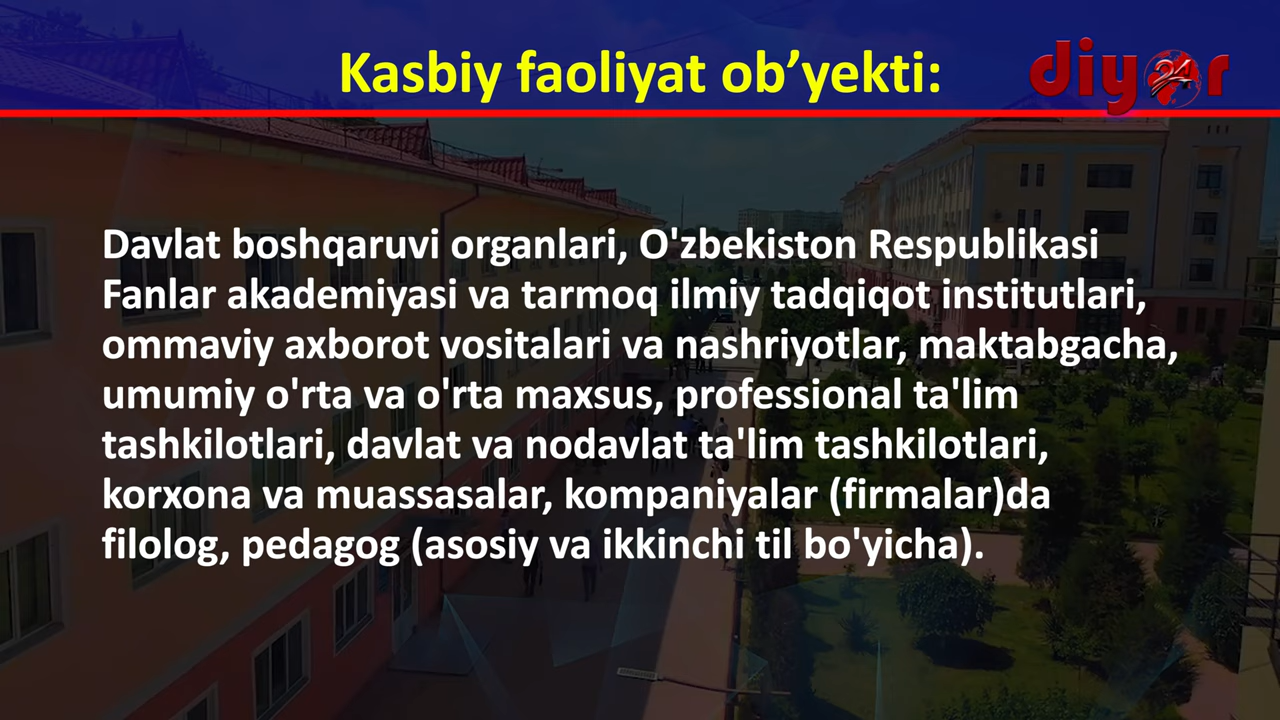 Kasbiy faoliyat ob’yekti:
diyor 24
Davlat boshqaruvi organlari, O'zbekiston Respublikasi
Fanlar akademiyasi va tarmoq ilmiy tadqiqot institutlari,
ommaviy axborot vositalari va nashriyotlar, maktabgacha,
umumiy o'rta va o'rta maxsus, professional ta'lim
tashkilotlari, davlat va nodavlat ta'lim tashkilotlari,
korxona va muassasalar, kompaniyalar (firmalar)da
filolog, pedagog (asosiy va ikkinchi til bo'yicha).